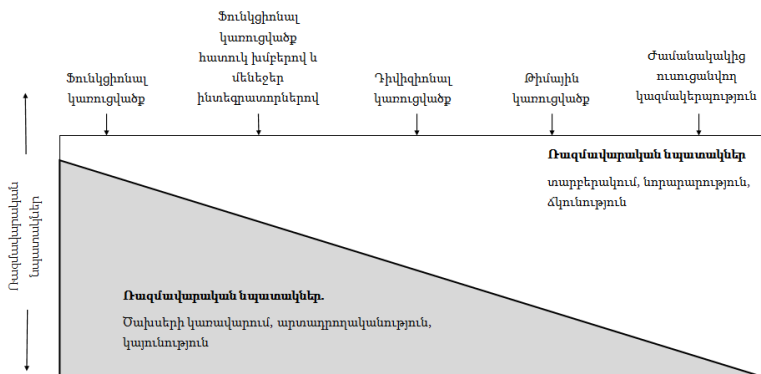 Ֆունկցիոնալ
կառուցվածք
Ֆունկցիոնալ
կառուցվածք
հատուկ խմբերով և
մենեջեր
ինտեգրատորներով
Դիվիզիոնալ
կառուցվածք
Թիմային
կառուցվածք
Ժամանակակից
ուսուցանվող
կազմակերպություն
Ռազմավարական
նպատակներ
Ռազմավարական նպատակներ
տարբերակում, նորարարություն,
ճկունություն
Ռազմավարական նպատակներ.
Ծախսերի կառավարում, արտադրողականություն,
կայունություն